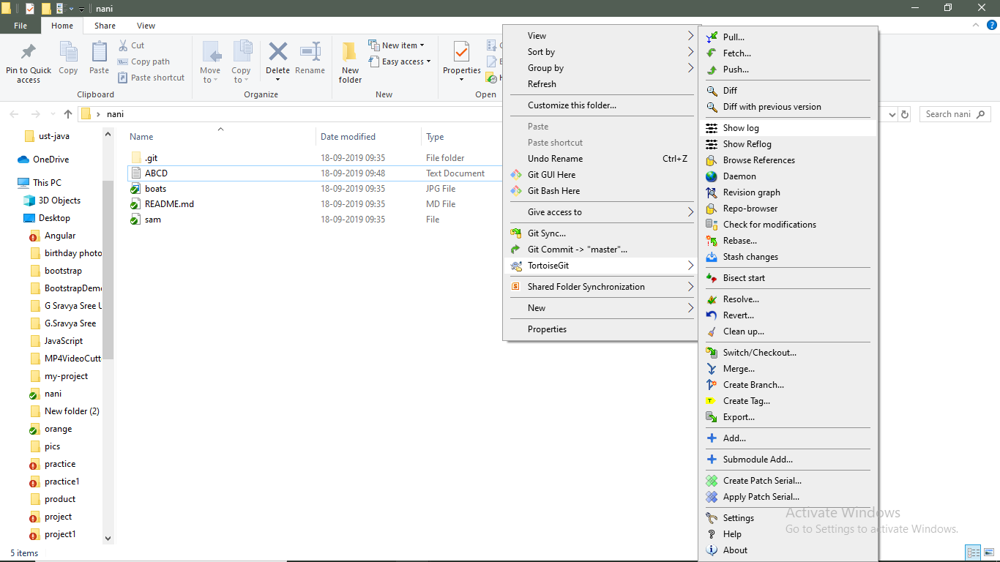 nani
File Home Share View
Pin to Quick access
Copy
Paste
Cut
Copy path
Paste shortcut
Clipboard
Move to
Copy to
Delete
Rename
Organize
New folder
New item
Easy access
New
Properties
Open
nani
Search nani
ust-java
OneDrive
This PC
3D Objects
Desktop
Angular
birthday photo
bootstrap
BootstrapDem
G Sravya Sree
G.Sravya Sree
JavaScript
MP4VideoCutt
my-project
nani
New folder (2)
orange
pics
practice
practice1
product
project
project1
Name Date modified Type
.git 18-09-2019 09:35 File folder
ABCD 18-09-2019 09:48 Text Document
boats 18-09-2019 09:35 JPG File
README.md 18-09-2019 09:35 MD File
sam 18-09-2019 09:35 File
View
Sort by
Group by
Refresh
Customize this folder...
Paste
Paste shortcut
Undo Rename Ctrl+Z
Git GUI Here
Git Bash Here
Give access to
Git Sync...
Git Commit -> "master"...
TortoiseGit
Shared Folder Synchronization
New
Properties
Pull...
Fetch...
Push...
Diff
Diff with previous version
Show log
Show Reflog
Browse References
Daemon
Revision graph
Repo-browser
Check for modifications
Rebase...
Stash changes
Bisect start
Resolve...
Revert...
Clean up...
Switch/Checkout...
Merge...
Create Branch...
Create Tag...
Export...
Add...
Submodule Add...
Create Patch Serial...
Apply Patch Serial...
Settings
Help
About
Activate Windows
Go to Settings to activate Windows.
5 items